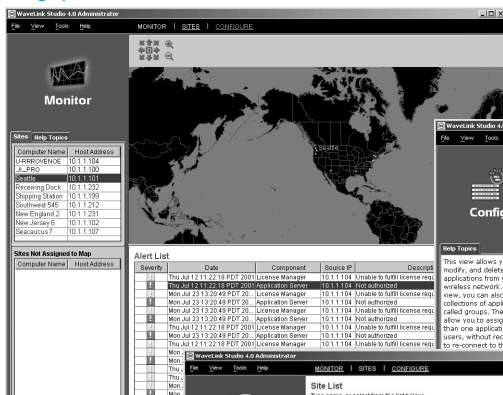 WaveLink Studio 4.0 Administrator
File View Tools Help MONITOR | SITES | CONFIGURE
Monitor
Sites Help Topics
Computer Name Host Address
U-RRROVENOE 10.1.1.104
JL_PRO 10.1.1.100
Seattle 10.1.1.101
Receiving Dock 10.1.1.232
Shipping Station 10.1.1.199
Southwest 545 10.1.1.212
New England 2 10.1.1.231
New Jersey 6 10.1.1.102
Seacaucus 7 10.1.1.107
Sites Not Assigned to Map
Computer Name Host Address
Seattle
Alert List
Severity Date Component Source IP Descripti
Thu Jul 12 11:22:18 PDT 2001 License Manager 10.1.1.104 Unable to fulfill license requ
Thu Jul 12 11:22:18 PDT 2001 Application Server 10.1.1.104 Not authorized
Mon Jul 23 13:20:49 PDT 20... License Manager 10.1.1.104 Unable to fulfill license requ
Mon Jul 23 13:20:49 PDT 20... Application Server 10.1.1.104 Not authorized
Thu Jul 12 11:22:18 PDT 2001 License Manager 10.1.1.104 Unable to fulfill license requ
Thu Jul 12 11:22:18 PDT 2001 Application Server 10.1.1.104 Not authorized
Mon Jul 23 13:20:49 PDT 20... License Manager 10.1.1.104 Unable to fulfill license requ
Mon Jul 23 13:20:49 PDT 20... Application Server 10.1.1.104 Not authorized
Thu Jul 12 11:22:18 PDT 2001 License Manager 10.1.1.104 Unable to fulfill license requ
WaveLink Studio 4.
File View Tools
Config
Help Topics
This view allows y
modify, and delete
applications from y
wireless network.
view, you can also
collections of appli
called groups. The
allow you to assig
than one applicati
users, without rec
to re-connect to th
WaveLink Studio 4.0 Administrator
File View Tools Help MONITOR | SITES | CONFIGURE
Site List